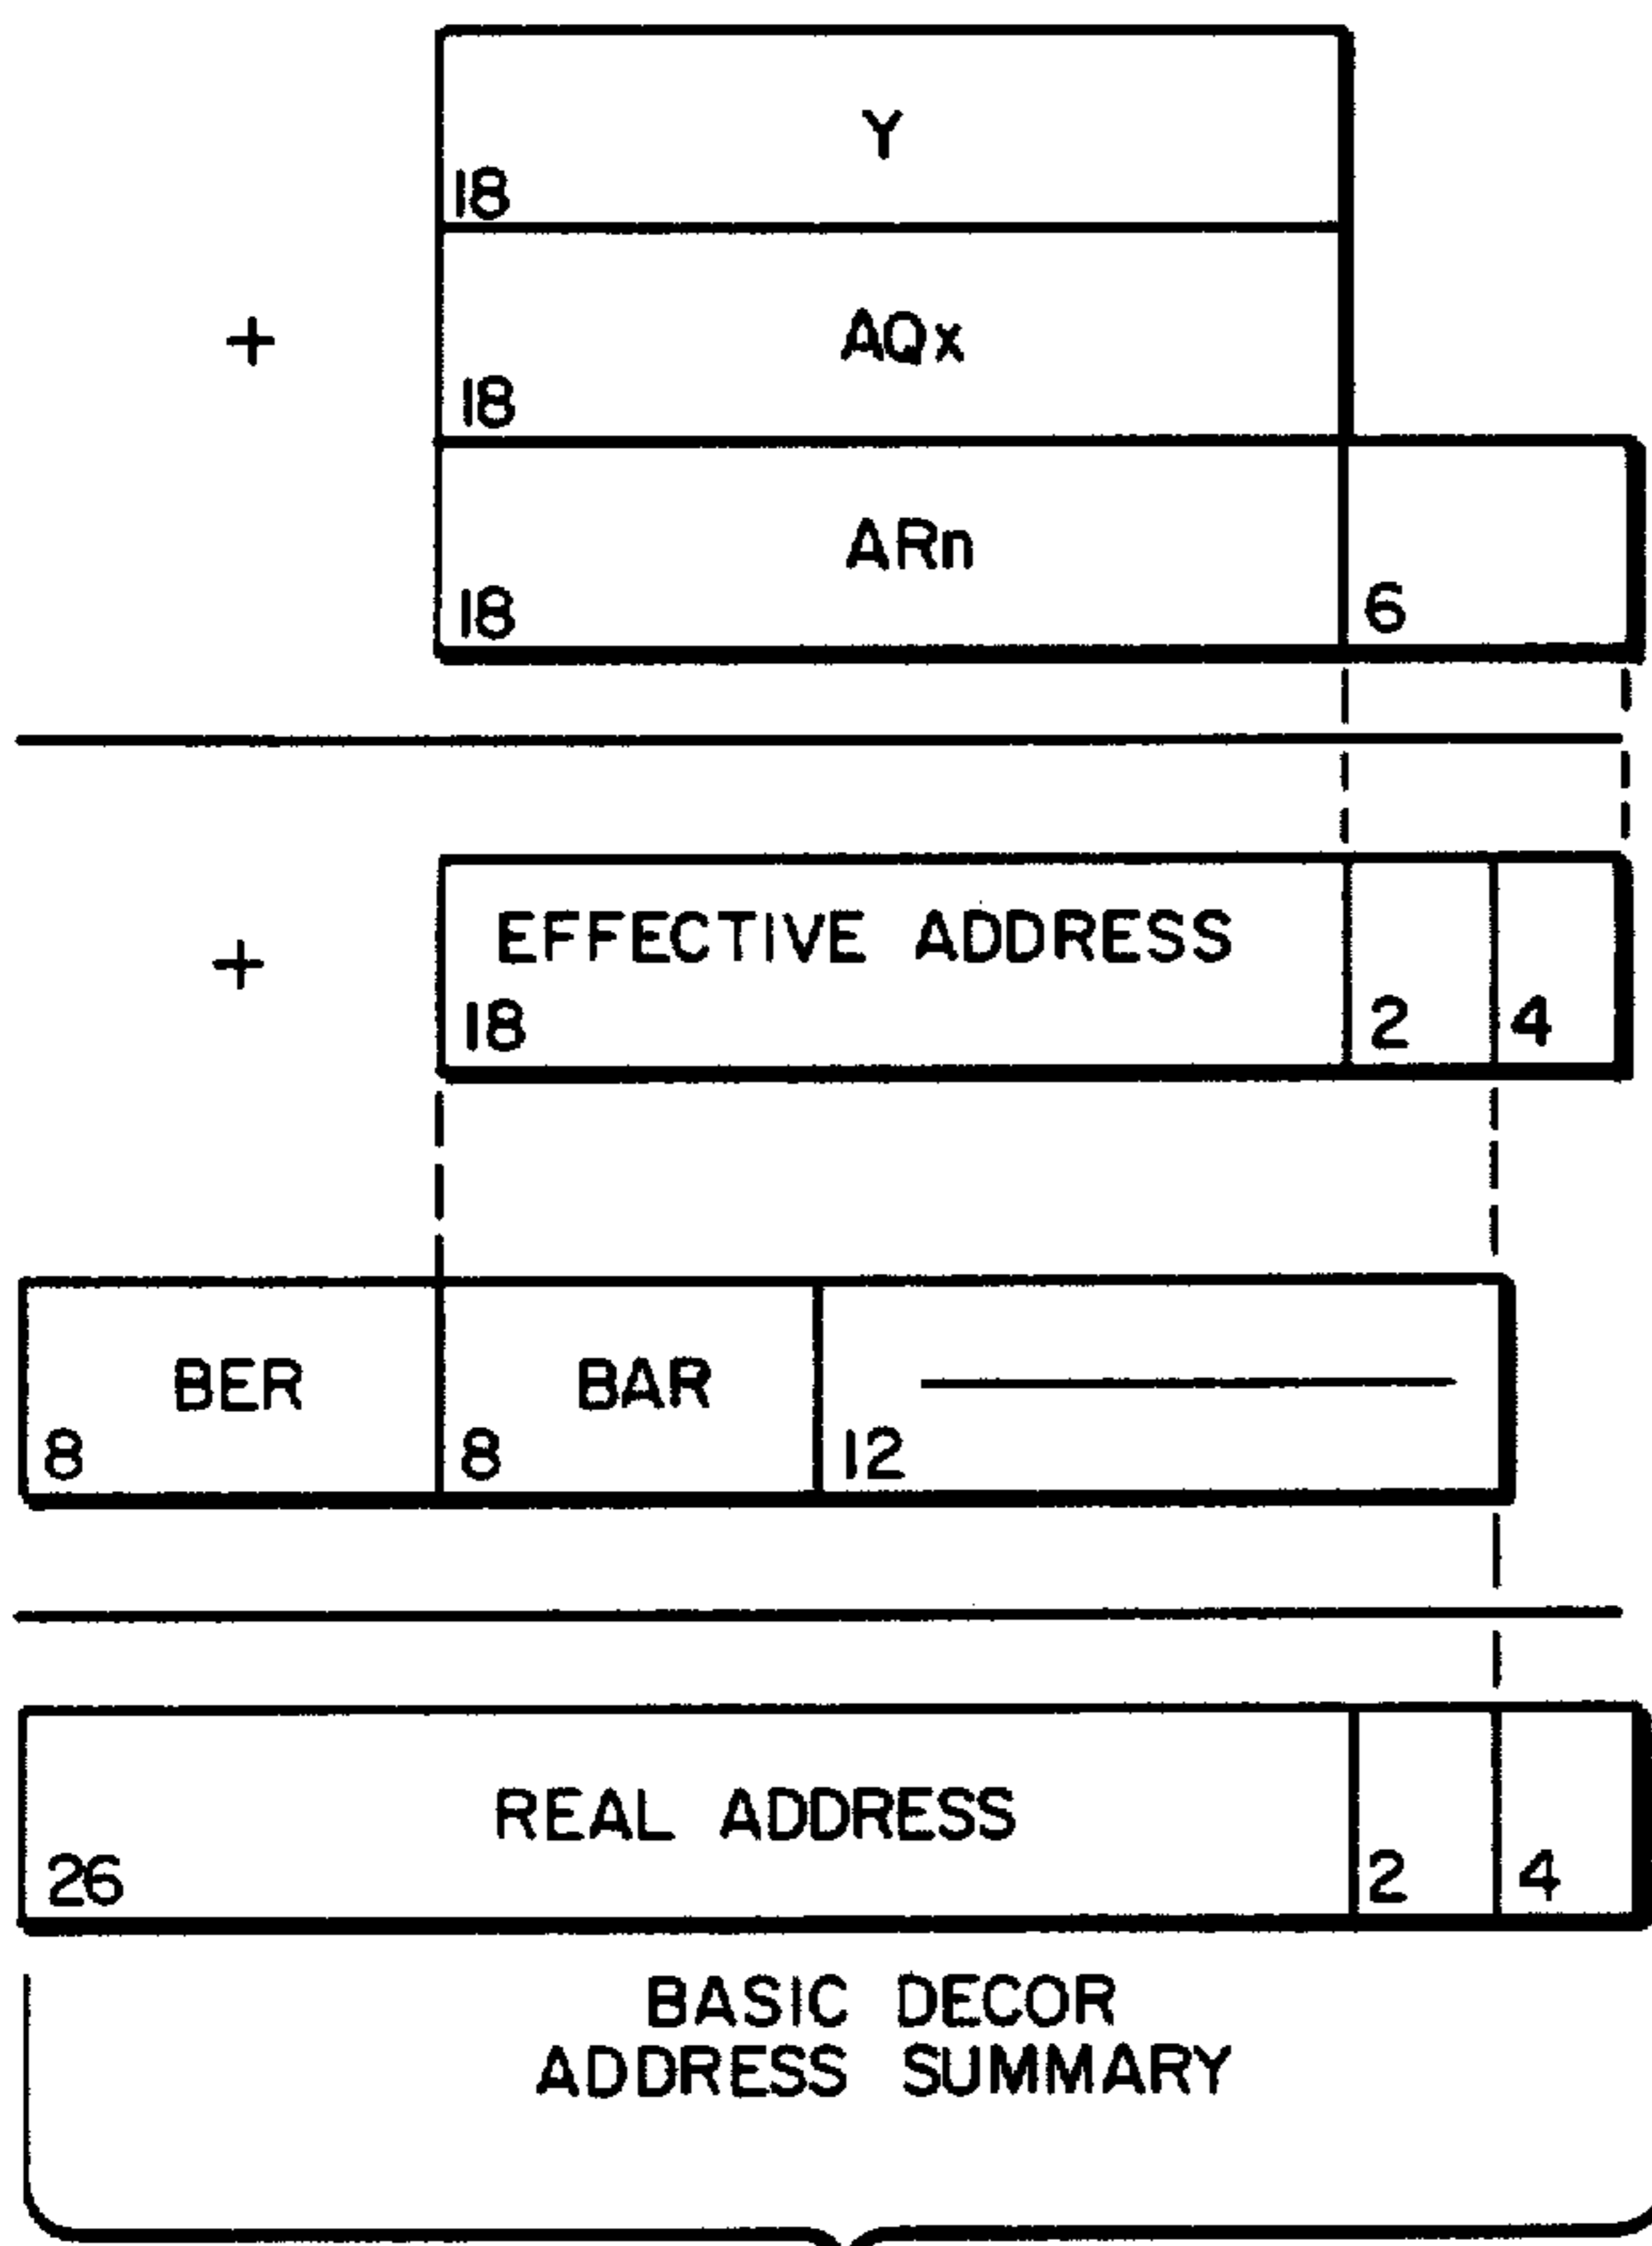 Y
18
+
AQx
18
ARn
18
6
+
EFFECTIVE ADDRESS
18
2
4
BER
8
BAR
8
12
REAL ADDRESS
26
2
4
BASIC DECOR
ADDRESS SUMMARY